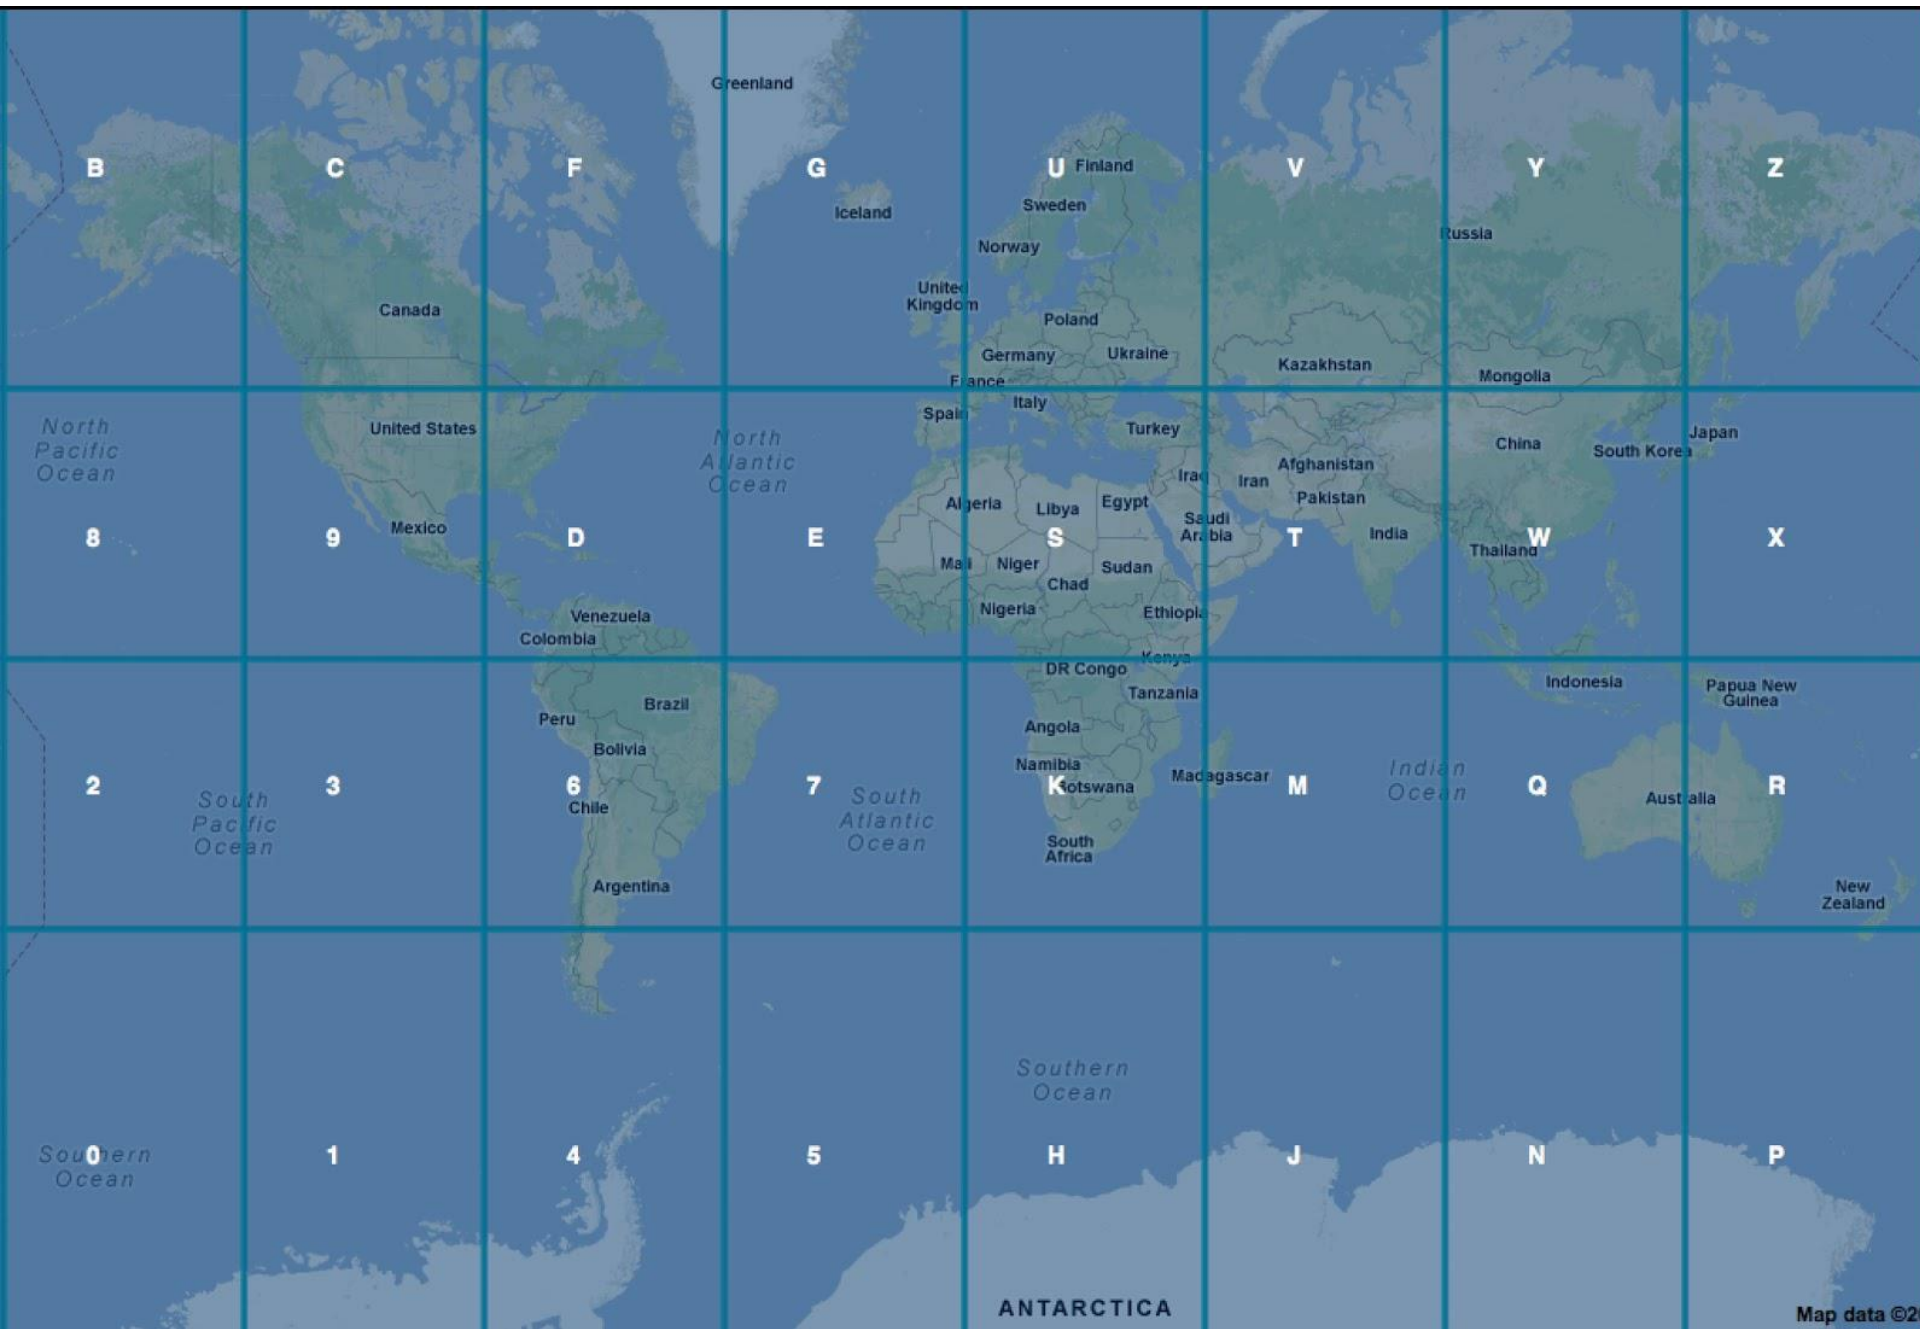 Greenland
B
C
F
G
U
Finland
V
Y
Z
Iceland
Sweden
Norway
Russia
United
Kingdom
Canada
Poland
Germany
Ukraine
Kazakhstan
Mongolia
France
Italy
Spain
North
Pacific
Ocean
United States
North
Atlantic
Ocean
Turkey
China
South Korea
Japan
Iraq
Iran
Afghanistan
Pakistan
Algeria
Libya
Egypt
Saudi
Arabia
India
Mexico
8
9
D
E
S
T
W
X
Thailand
Mali
Niger
Chad
Sudan
Nigeria
Ethiopia
Venezuela
Colombia
Kenya
DR Congo
Tanzania
Indonesia
Papua New
Guinea
Brazil
Peru
Angola
Bolivia
Namibia
Botswana
Madagascar
Indian
Ocean
2
3
6
7
K
M
Q
R
South
Pacific
Ocean
Chile
South
Atlantic
Ocean
Australia
South
Africa
Argentina
New
Zealand
Southern
Ocean
0
1
4
5
H
J
N
P
Southern
Ocean
ANTARCTICA
Map data ©20